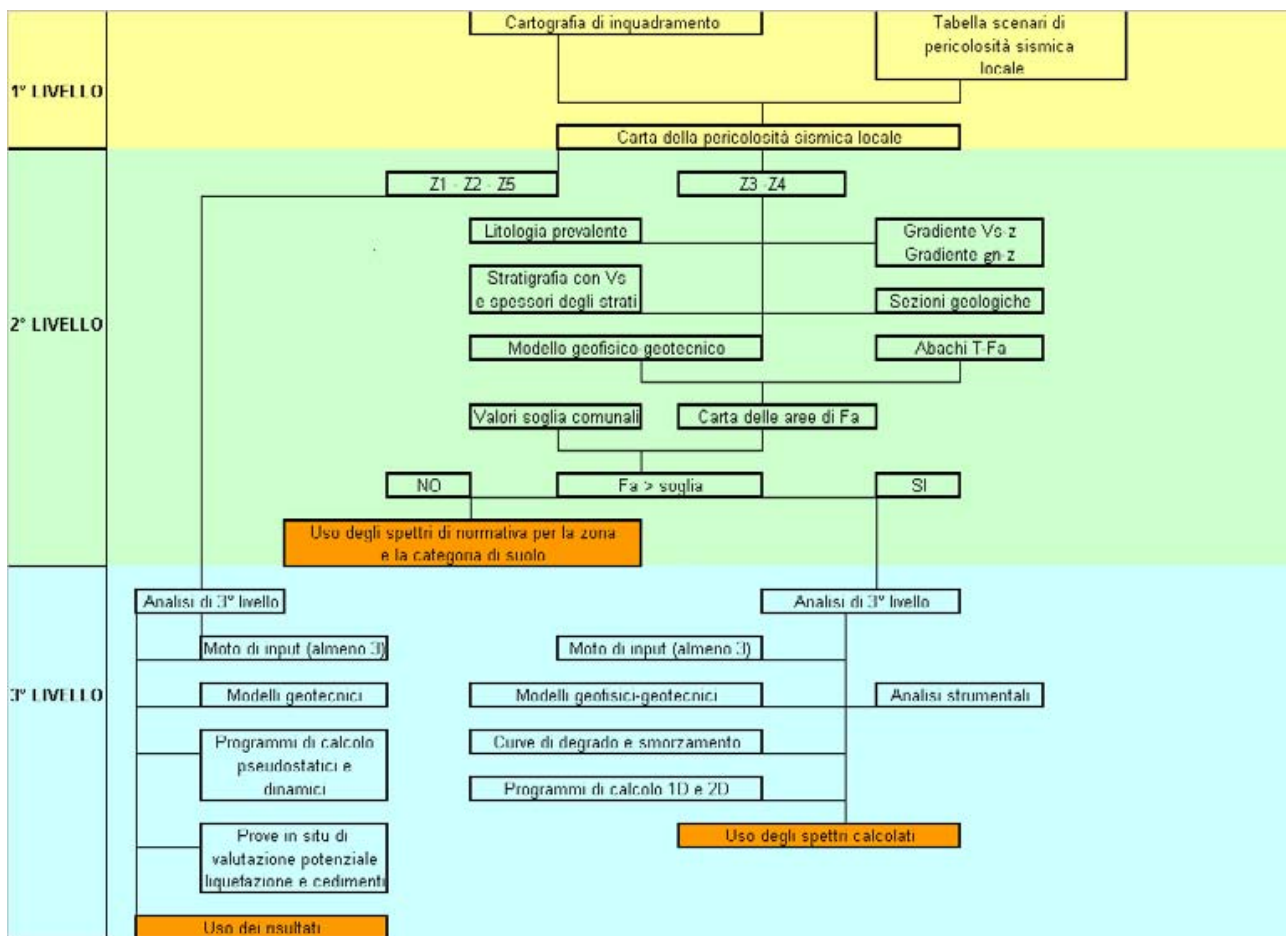 Cartografia di inquadramento
Tabella scenari di
pericolosità sismica
locale
1° LIVELLO
Carta della pericolosità sismica locale
Z1 - Z2 - Z5
Z3 -Z4
Litologia prevalente
Gradiente Vs-z
Gradiente gn-z
Stratigrafia con Vs
e spessori degli strati
Sezioni geologiche
2° LIVELLO
Modello geofisico-geotecnico
Abachi T-Fa
Valori soglia comunali
Carta delle aree di Fa
NO
Fa > soglia
SI
Uso degli spettri di normativa per la zona
e la categoria di suolo
Analisi di 3° livello
Analisi di 3° livello
Moto di input (almeno 3)
Moto di input (almeno 3)
3° LIVELLO
Modelli geotecnici
Modelli geofisici-geotecnici
Analisi strumentali
Programmi di calcolo
pseudostatici e
dinamici
Curve di degrado e smorzamento
Programmi di calcolo 1D e 2D
Prove in situ di
valutazione potenziale
liquefazione e cedimenti
Uso degli spettri calcolati
Uso dei risultati